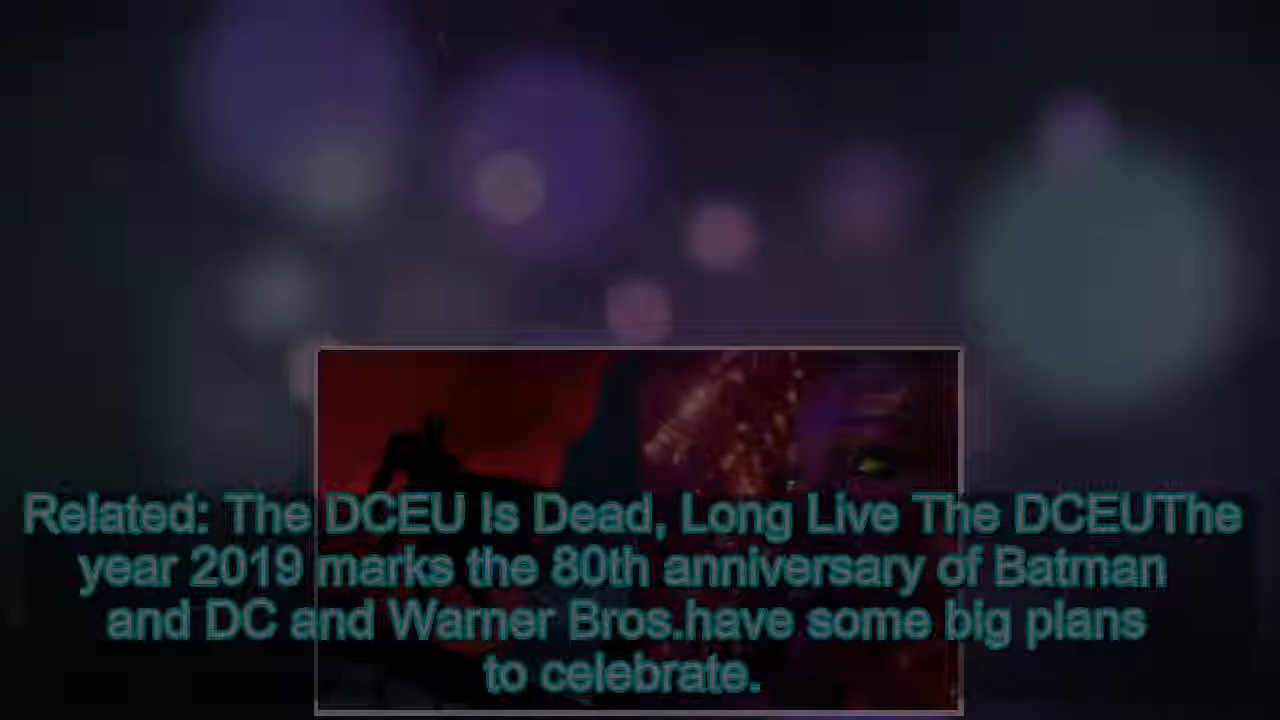 Related: The DCEU Is Dead, Long Live The DCEUThe
year 2019 marks the 80th anniversary of Batman
and DC and Warner Bros.have some big plans
to celebrate.